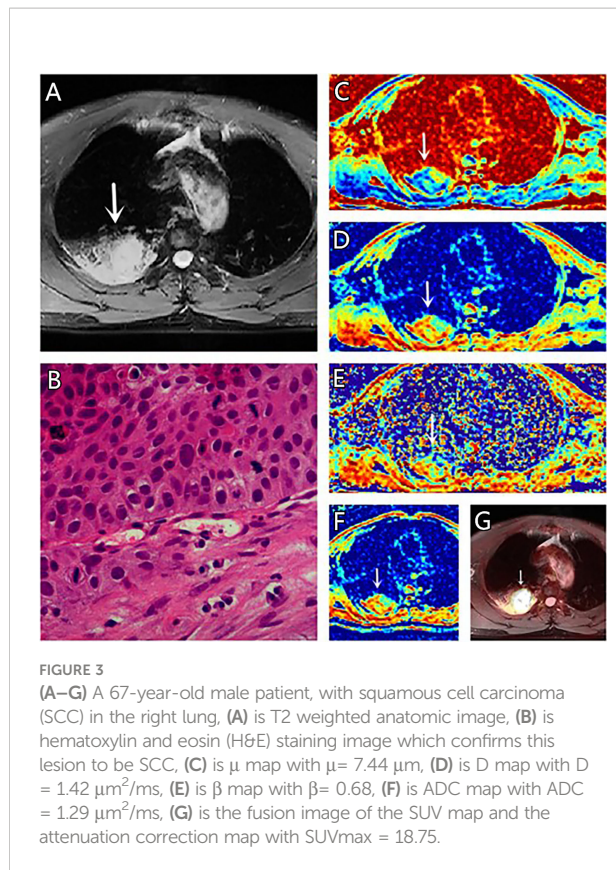 A
C
D
B
E
F
G
FIGURE 3
(A–G) A 67-year-old male patient, with squamous cell carcinoma
(SCC) in the right lung, (A) is T2 weighted anatomic image, (B) is
hematoxylin and eosin (H&E) staining image which confirms this
lesion to be SCC, (C) is μ map with μ= 7.44 μm, (D) is D map with D
= 1.42 μm²/ms, (E) is β map with β= 0.68, (F) is ADC map with ADC
= 1.29 μm²/ms, (G) is the fusion image of the SUV map and the
attenuation correction map with SUVmax = 18.75.